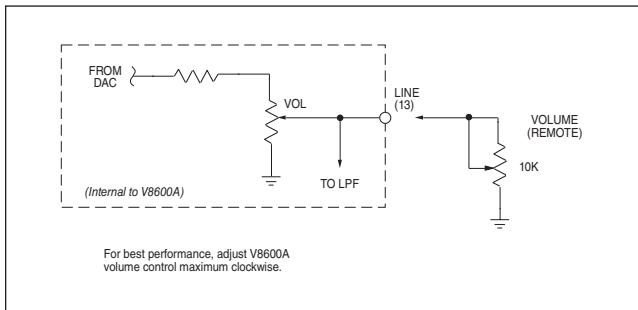 FROM
DAC
VOL
LINE
(13)
VOLUME
(REMOTE)
10K
TO LPF
(Internal to V8600A)
For best performance, adjust V8600A
volume control maximum clockwise.